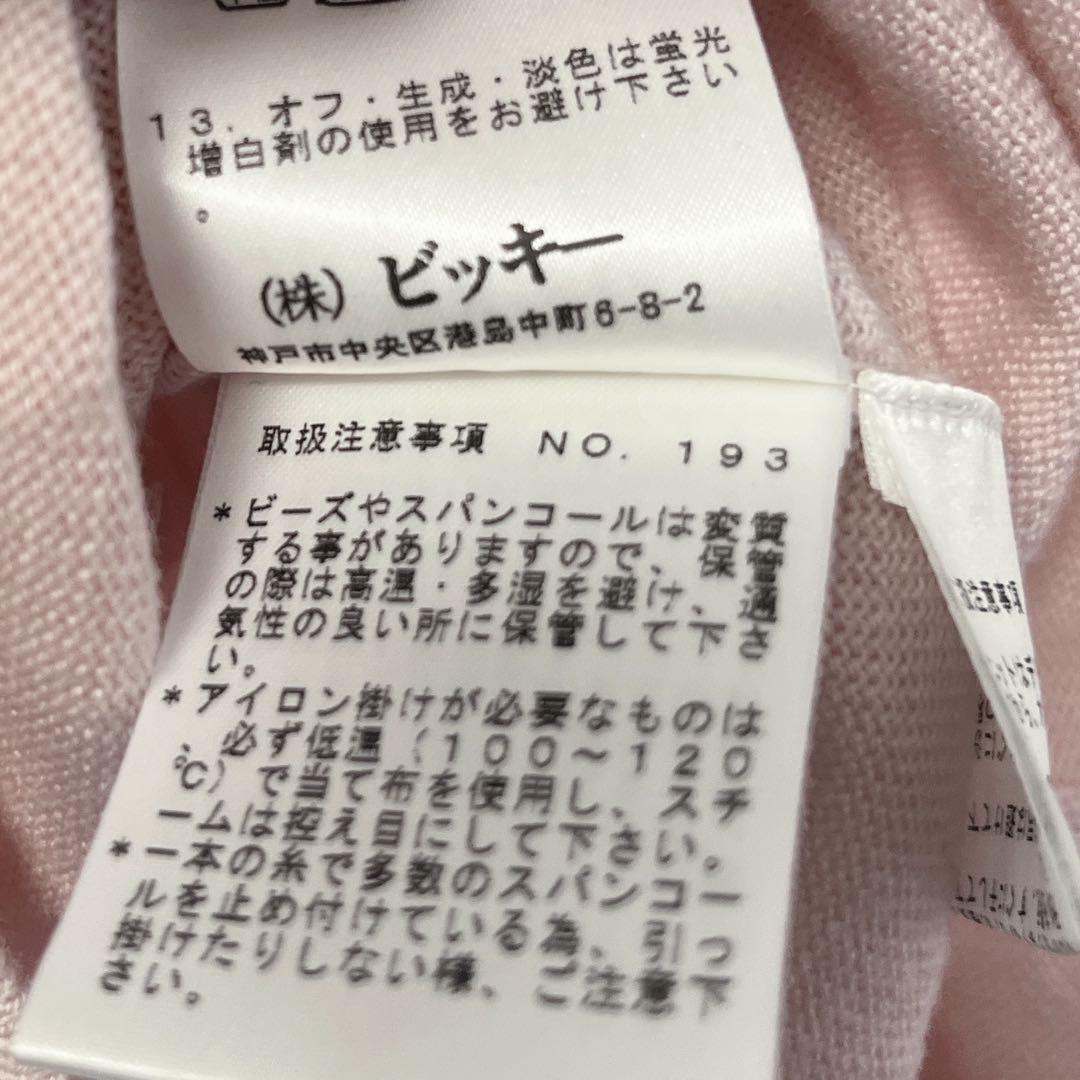 13．オフ・生成・淡色は蛍光
増白剤の使用をお避け下さい
。
(株) ビッキー
神戸市中央区港島中町6-8-2
取扱注意事項 NO．193
*ビーズやスパンコールは変質
する事がありますので、保管
の際は高温・多湿を避け、通
気性の良い所に保管して下さ
い。
*アイロン掛けが必要なものは
、必ず低温（100～120
℃）で当て布を使用し、スチ
ームは控え目にして下さい。
*一本の糸で多数のスパンコー
ルを止め付けている為、引っ
掛けたりしない様、ご注意下
さい。
注意事項